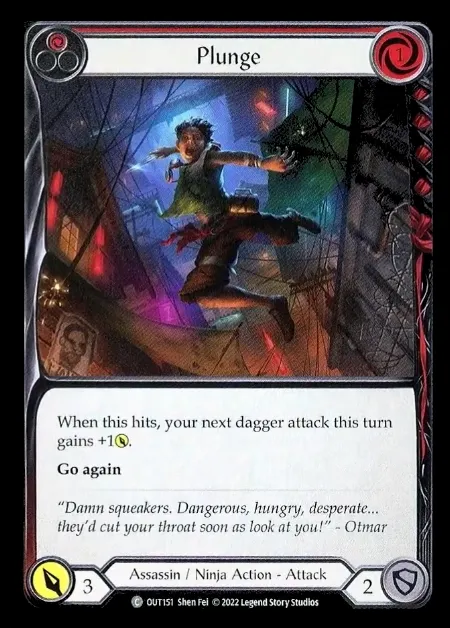 Plunge
1
When this hits, your next dagger attack this turn
gains +1.
Go again
“Damn squeakers. Dangerous, hungry, desperate...
they’d cut your throat soon as look at you!” - Otmar
3
Assassin / Ninja Action - Attack
2
C OUT151 Shen Fei © 2022 Legend Story Studios